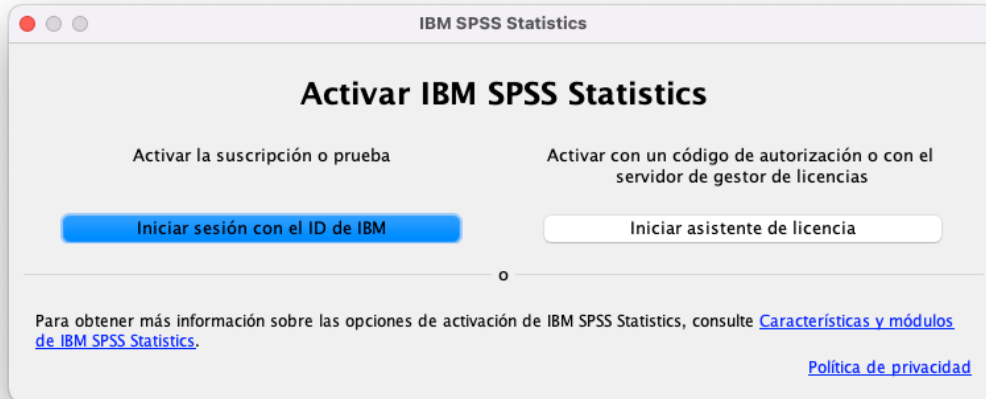 IBM SPSS Statistics
Activar IBM SPSS Statistics
Activar la suscripción o prueba
Iniciar sesión con el ID de IBM
Activar con un código de autorización o con el
servidor de gestor de licencias
Iniciar asistente de licencia
o
Para obtener más información sobre las opciones de activación de IBM SPSS Statistics, consulte Características y módulos
de IBM SPSS Statistics.
Política de privacidad